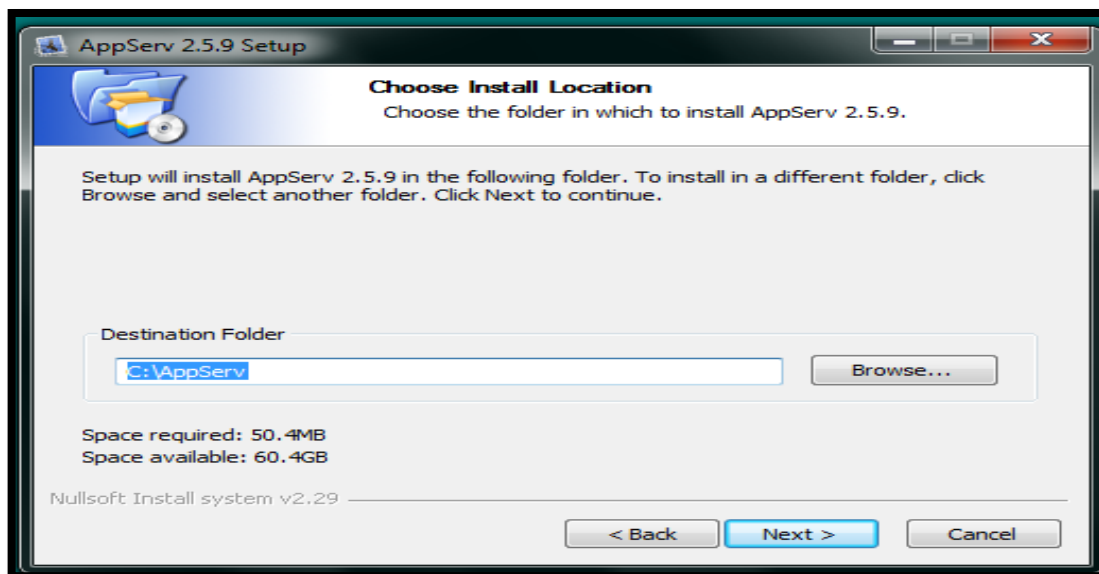 AppServ 2.5.9 Setup
Choose Install Location
Choose the folder in which to install AppServ 2.5.9.
Setup will install AppServ 2.5.9 in the following folder. To install in a different folder, click
Browse and select another folder. Click Next to continue.
Destination Folder
C:\AppServ
Browse...
Space required: 50.4MB
Space available: 60.4GB
Nullsoft Install system v2.29
< Back
Next >
Cancel